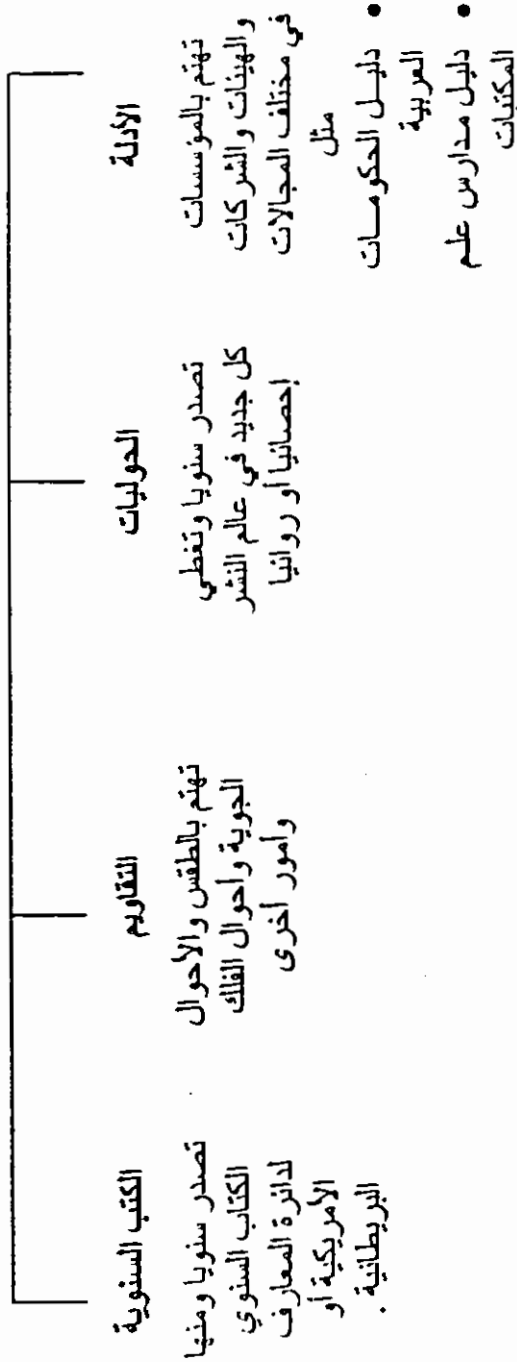 الأدلة
تهتم بالمؤسسات
والهيئات والشركات
في مختلف المجالات
مثل
• دليل الحكومات
العربية
• دليل مدارس علم
المكتبات
الحوليات
تصدر سنويا وتغطي
كل جديد في عالم النشر
إحصائيا أو روائيا
التقاويم
تهتم بالطقس والأحوال
الجوية وأحوال الفلك
وأمور أخرى
الكتب السنوية
تصدر سنويا ومنها
الكتاب السنوي
لدائرة المعارف
الأمريكية أو
البريطانية .